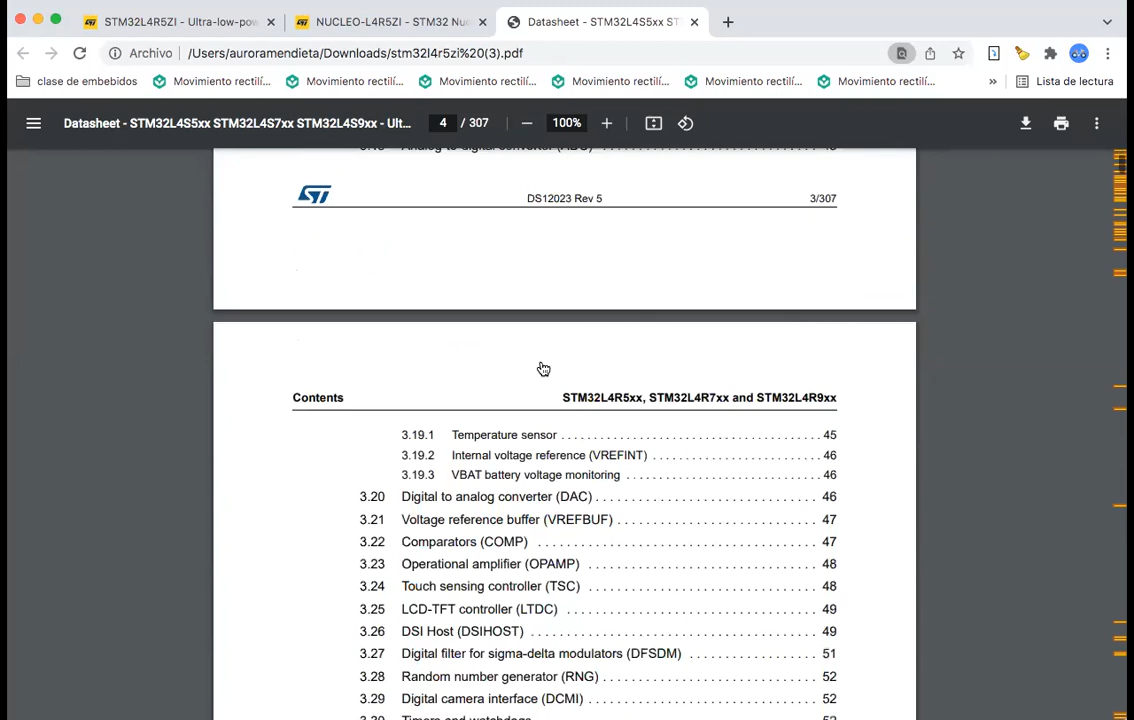 STM32L4R5ZI - Ultra-low-pow
NUCLEO-L4R5ZI - STM32 Nuc
Datasheet - STM32L4S5xx ST
Archivo /Users/auroramendieta/Downloads/stm32l4r5zi%20(3).pdf
clase de embebidos Movimiento rectilí... Movimiento rectilí... Movimiento rectilí... Movimiento rectilí... Movimiento rectilí... Movimiento rectilí... » Lista de lectura
Datasheet - STM32L4S5xx STM32L4S7xx STM32L4S9xx - Ult... 4 / 307 100%
ST DS12023 Rev 5 3/307
Contents STM32L4R5xx, STM32L4R7xx and STM32L4R9xx
3.19.1 Temperature sensor 45
3.19.2 Internal voltage reference (VREFINT) 46
3.19.3 VBAT battery voltage monitoring 46
3.20 Digital to analog converter (DAC) 46
3.21 Voltage reference buffer (VREFBUF) 47
3.22 Comparators (COMP) 47
3.23 Operational amplifier (OPAMP) 48
3.24 Touch sensing controller (TSC) 48
3.25 LCD-TFT controller (LTDC) 49
3.26 DSI Host (DSIHOST) 49
3.27 Digital filter for sigma-delta modulators (DFSDM) 51
3.28 Random number generator (RNG) 52
3.29 Digital camera interface (DCMI) 52
3.30 Timers and watchdogs